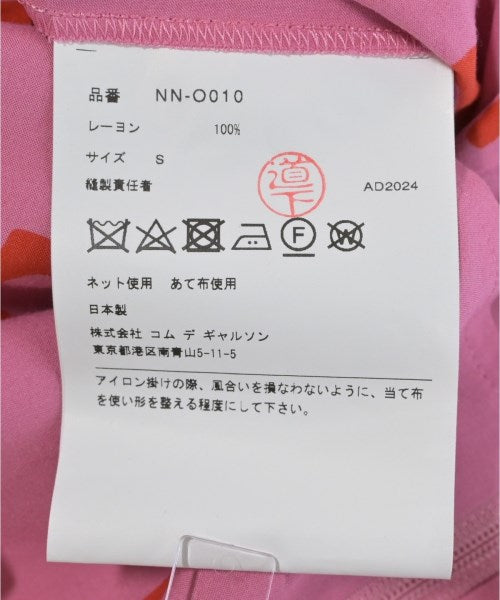 品番 NN-O010
レーヨン 100%
サイズ S
縫製責任者 道下 AD2024
F W
ネット使用 あて布使用
日本製
株式会社 コム デ ギャルソン
東京都港区南青山5-11-5
アイロン掛けの際、風合いを損なわないように、当て布
を使い形を整える程度にして下さい。